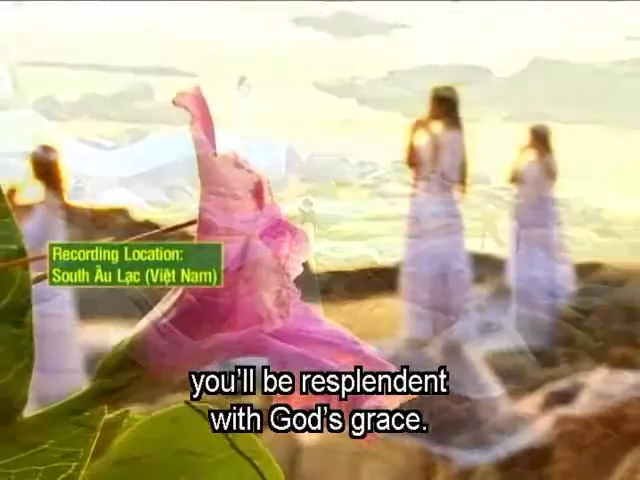 Recording Location:
South Âu Lạc (Việt Nam)
you'll be resplendent
with God's grace.